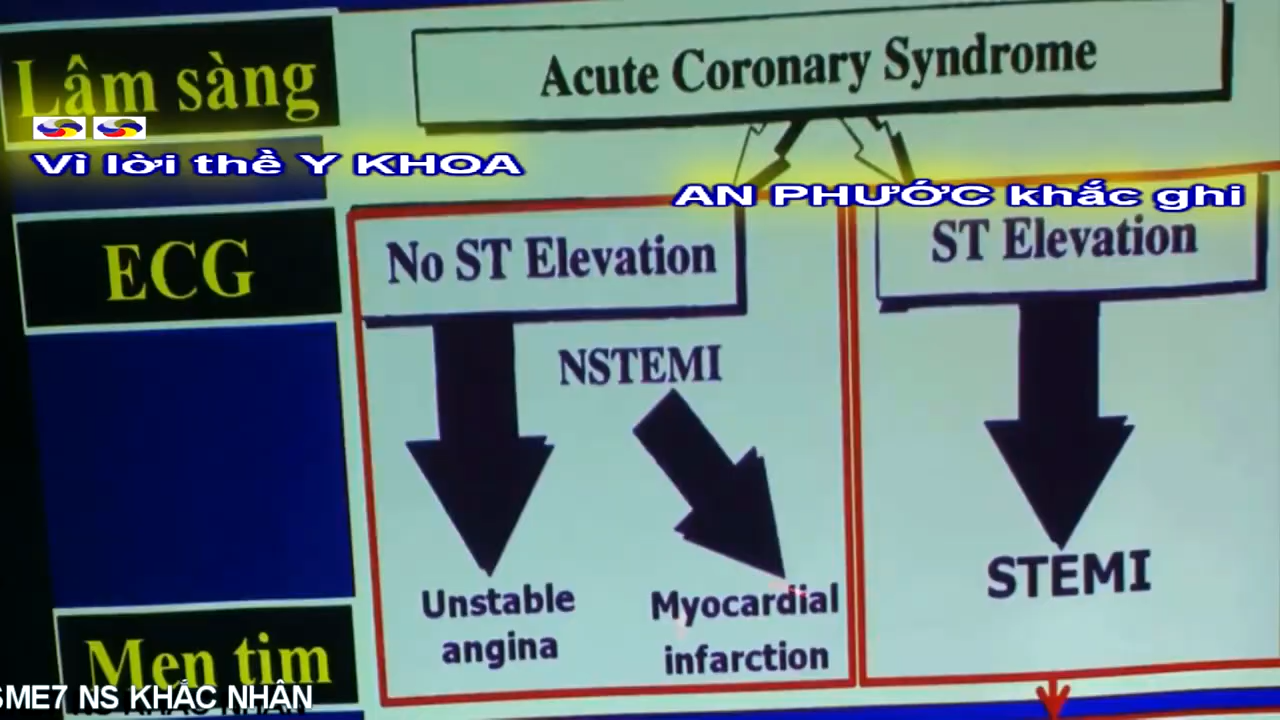 Lâm sàng
Acute Coronary Syndrome
Vì lời thề Y KHOA
AN PHƯỚC khắc ghi
ECG
No ST Elevation
ST Elevation
NSTEMI
STEMI
Unstable
angina
Myocardial
infarction
Men tim
SME7 NS KHẮC NHÂN